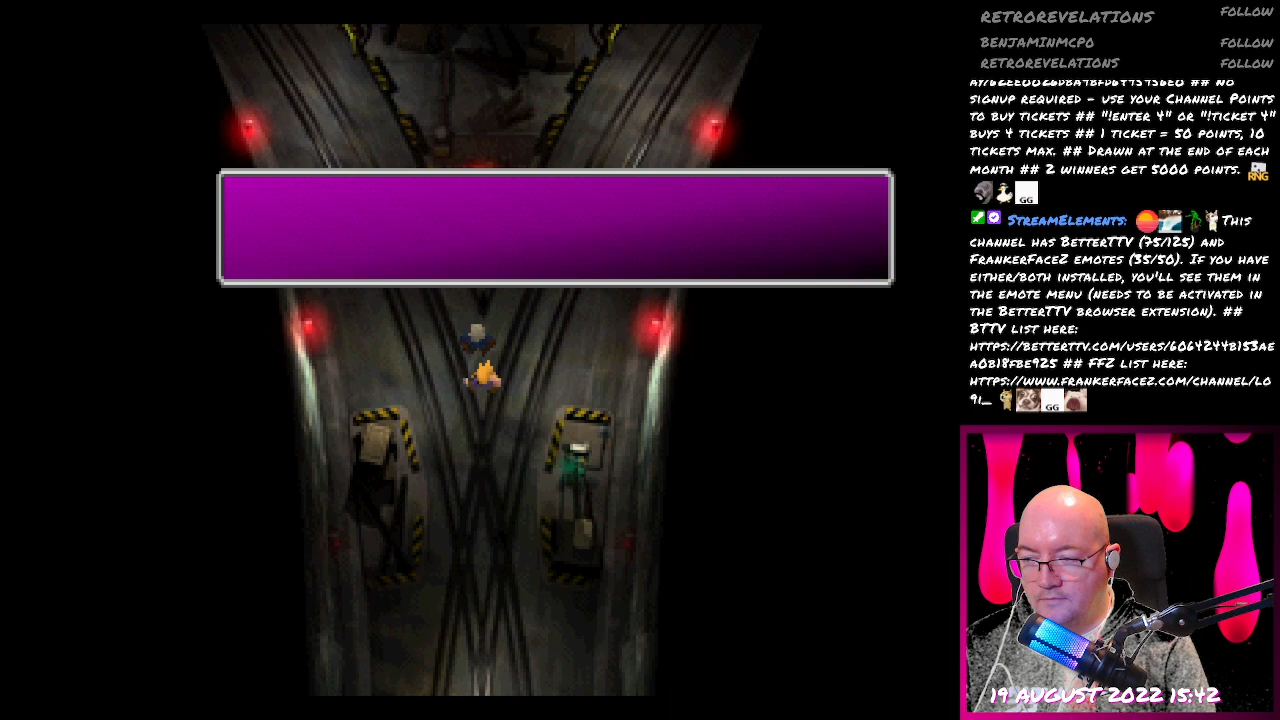 RETROREVELATIONS FOLLOW
BENJAMINMCPO FOLLOW
RETROREVELATIONS FOLLOW
## NO
SIGNUP REQUIRED - USE YOUR CHANNEL POINTS
TO BUY TICKETS ## "!ENTER 4" OR "!TICKET 4"
BUYS 4 TICKETS ## 1 TICKET = 50 POINTS, 10
TICKETS MAX. ## DRAWN AT THE END OF EACH
MONTH ## 2 WINNERS GET 5000 POINTS. RNG
GG
STREAMELEMENTS: THIS
CHANNEL HAS BETTERTTV (75/125) AND
FRANKERFACEZ EMOTES (35/50). IF YOU HAVE
EITHER/BOTH INSTALLED, YOU'LL SEE THEM IN
THE EMOTE MENU (NEEDS TO BE ACTIVATED IN
THE BETTERTTV BROWSER EXTENSION). ##
BTTV LIST HERE:
HTTPS://BETTERTTV.COM/USERS/6064244B153AE
A0B18FBE925 ## FFZ LIST HERE:
HTTPS://WWW.FRANKERFACEZ.COM/CHANNEL/LO
91_ GG
19 AUGUST 2022 15:42